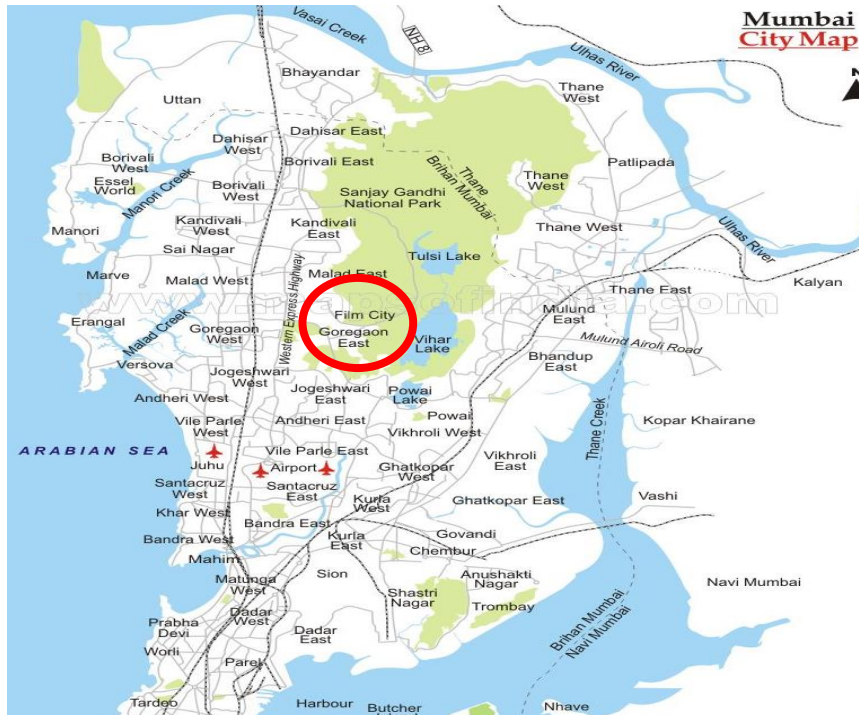 Mumbai
City Map
N
Vasai Creek
NH 8
Ulhas River
Bhayandar
Thane
West
Uttan
Dahisar East
Dahisar
West
Borivali
West
Borivali East
Thane
Brihan Mumbai
Patlipada
Essel
World
Manori Creek
Borivali
West
Sanjay Gandhi
National Park
Thane
West
Kandivali
West
Kandivali
East
Thane West
Manori
Ulhas River
Sai Nagar
Tulsi Lake
Marve
Malad West
Western Express Highway
Malad East
Thane East
Kalyan
Erangal
Malad Creek
Goregaon
West
Film City
Goregaon
East
Vihar
Lake
Mulund
East
Mulund Airoli Road
Versova
Bhandup
East
Jogeshwari
West
Jogeshwari
East
Powai
Lake
Andheri West
Andheri East
Powai
Kopar Khairane
Vile Parle
West
Vikhroli West
Thane Creek
ARABIAN SEA
Juhu
Vile Parle East
Airport
Vikhroli
East
Ghatkopar
West
Santacruz
West
Santacruz
East
Kurla
West
Ghatkopar East
Vashi
Khar West
Bandra East
Bandra West
Kurla
East
Govandi
Chembur
Mahim
Sion
Anushakti
Nagar
Navi Mumbai
Matunga
West
Shastri
Nagar
Trombay
Prabha
Devi
Dadar
West
Dadar
East
Brihan Mumbai
Navi Mumbai
Worli
Parel
Tardeo
Harbour
Butcher
Nhave